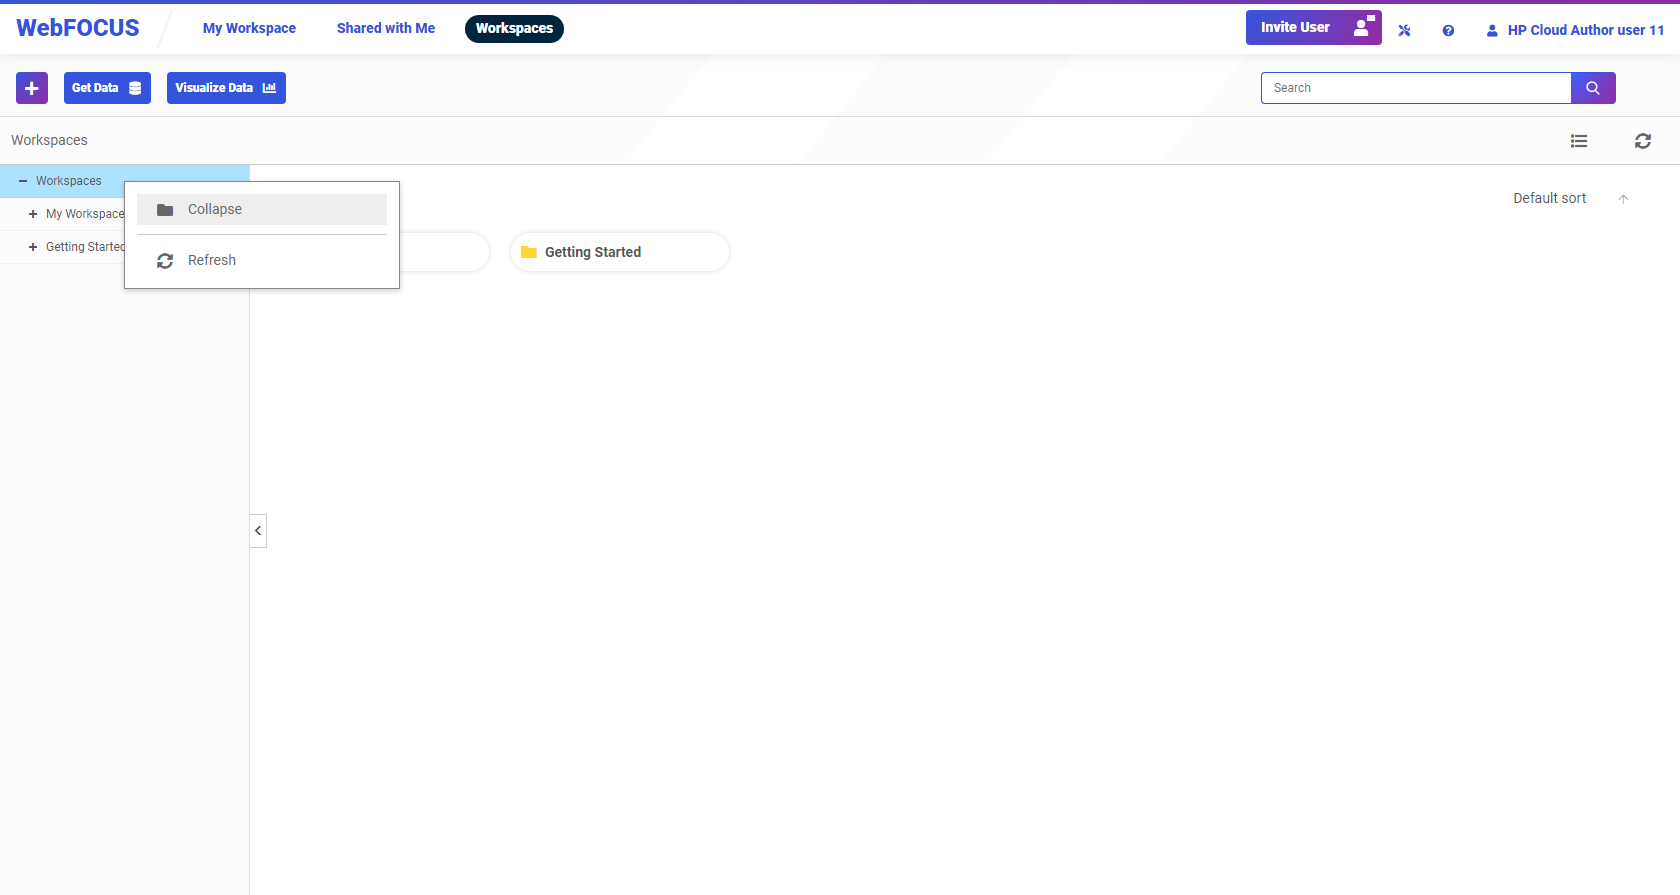 WebFOCUS
My Workspace
Shared with Me
Workspaces
Invite User
HP Cloud Author user 11
Get Data
Visualize Data
Search
Workspaces
Workspaces
My Workspace
Getting Started
Collapse
Refresh
Default sort
Getting Started